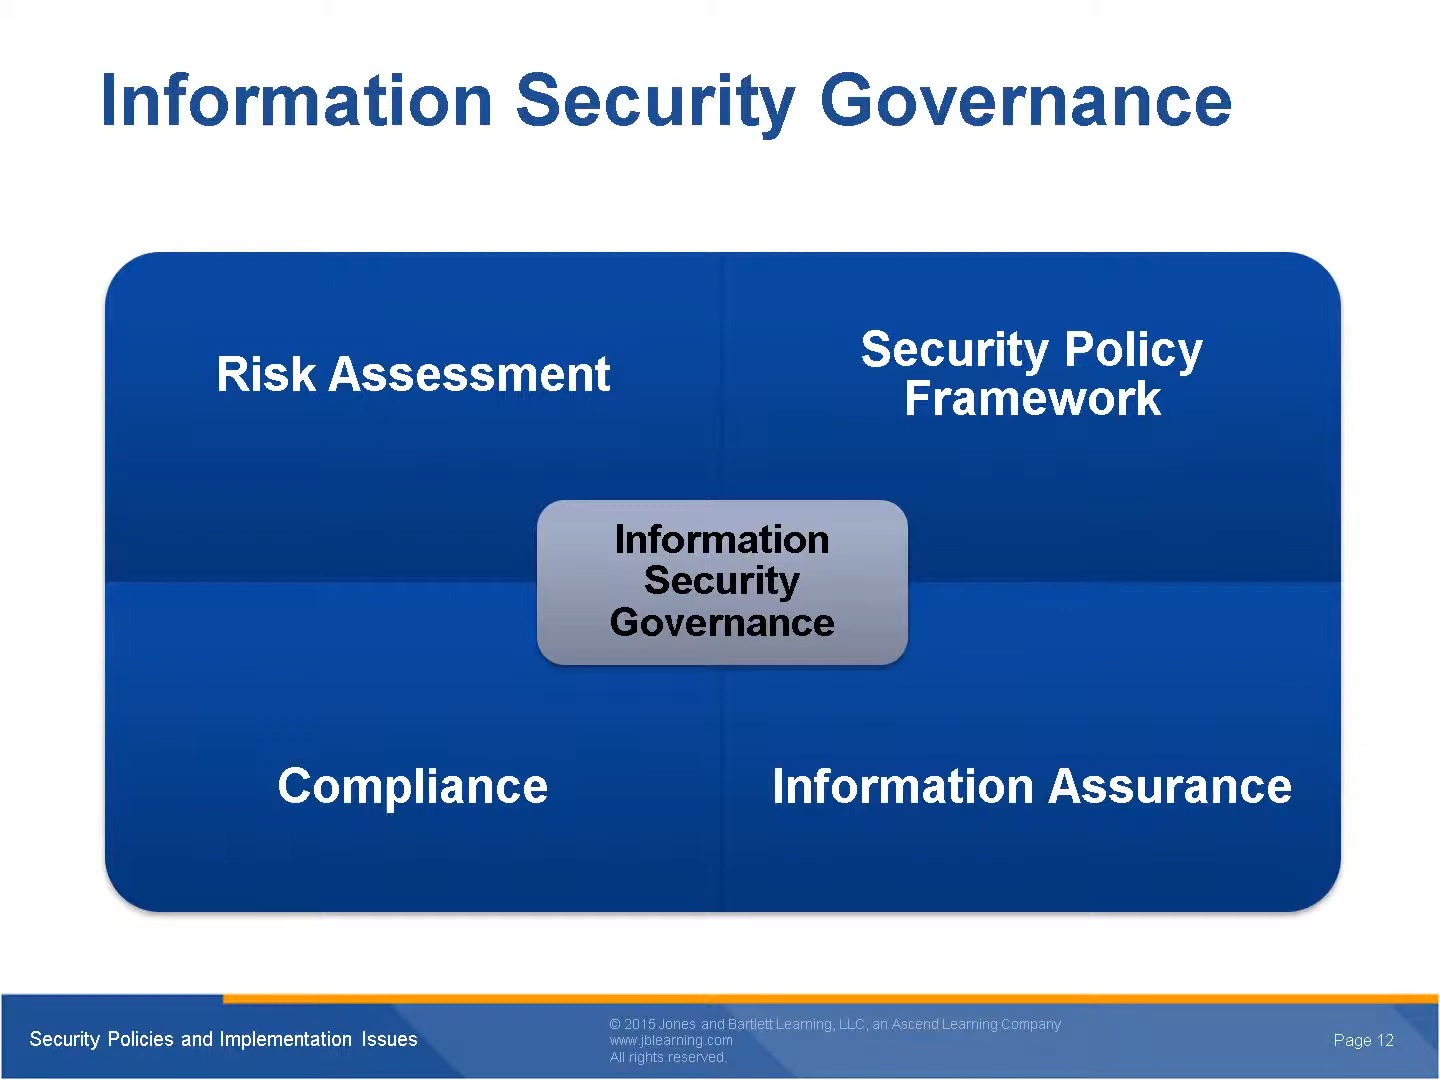 Information Security Governance
Risk Assessment
Security Policy
Framework
Information
Security
Governance
Compliance
Information Assurance
Security Policies and Implementation Issues
© 2015 Jones and Bartlett Learning, LLC, an Ascend Learning Company
www.jblearning.com
All rights reserved.
Page 12